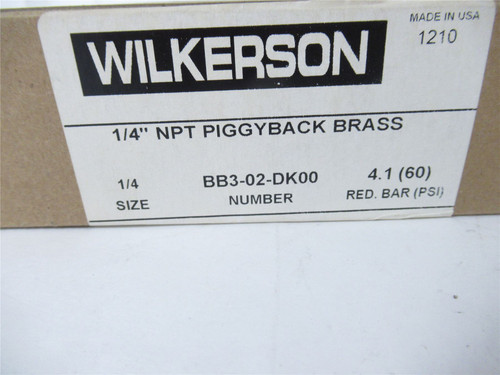 WILKERSON
MADE IN USA
1210
1/4" NPT PIGGYBACK BRASS
1/4 BB3-02-DK00 4.1 (60)
SIZE NUMBER RED. BAR (PSI)